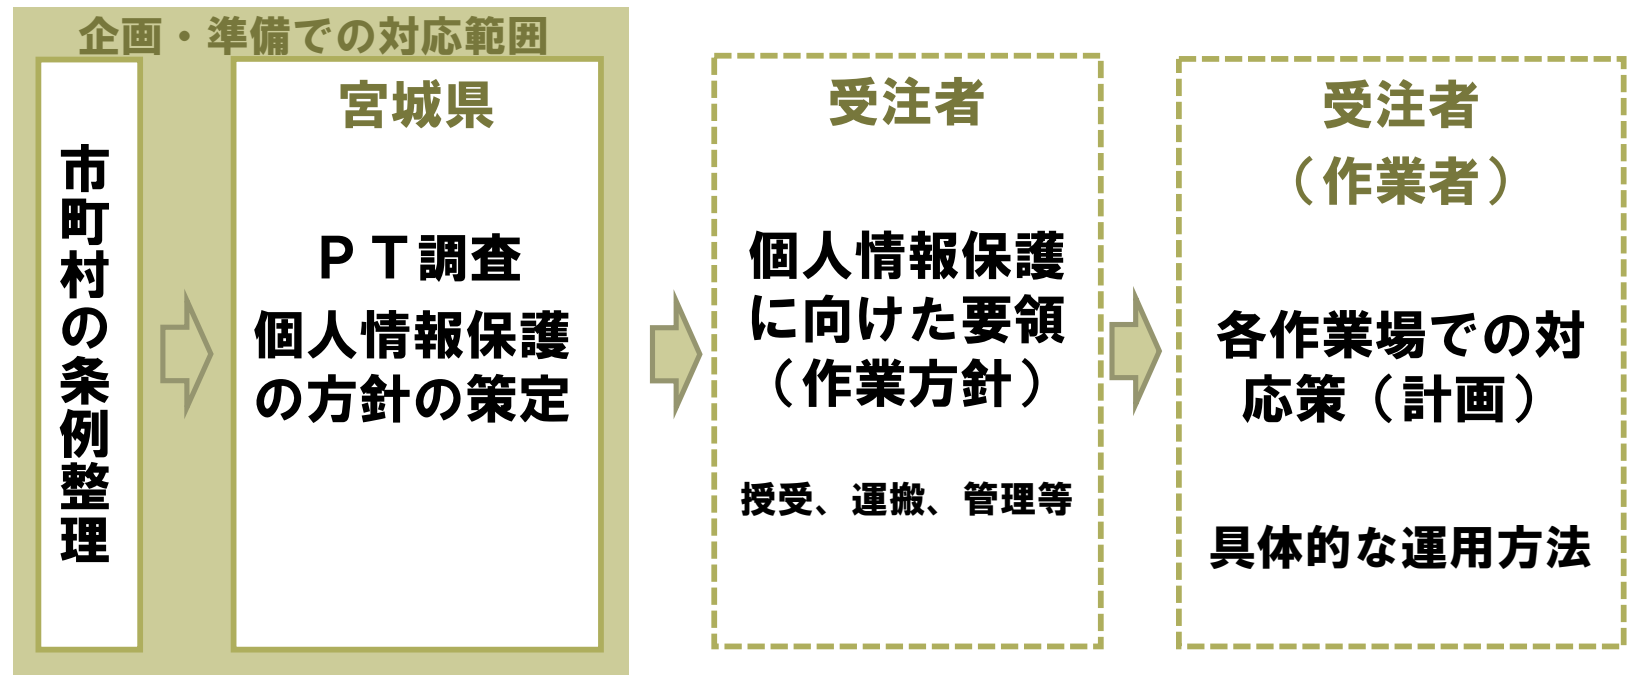 企画・準備での対応範囲
市町村の条例整理
宮城県
ＰＴ調査
個人情報保護
の方針の策定
受注者
個人情報保護
に向けた要領
（作業方針）
授受、運搬、管理等
受注者
（作業者）
各作業場での対
応策（計画）
具体的な運用方法